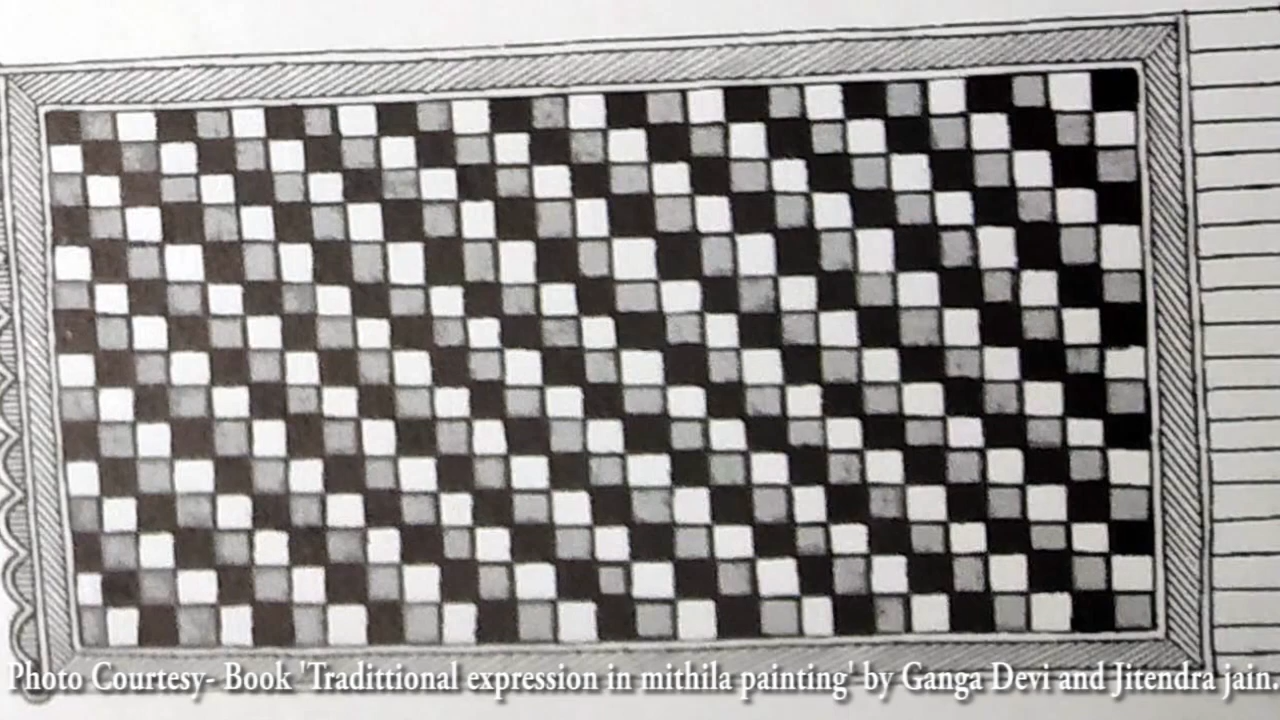 Photo Courtesy- Book 'Tradittional expression in mithila painting' by Ganga Devi and Jitendra jain.